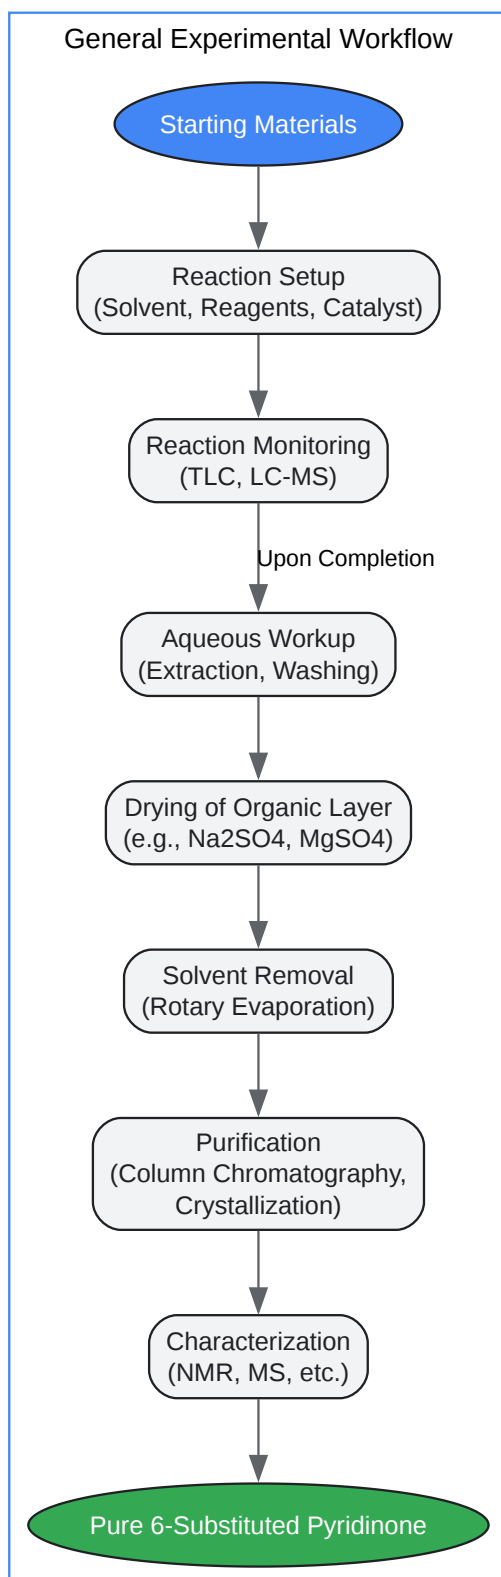 General Experimental Workflow
Starting Materials
Reaction Setup
(Solvent, Reagents, Catalyst)
Reaction Monitoring
(TLC, LC-MS)
Upon Completion
Aqueous Workup
(Extraction, Washing)
Drying of Organic Layer
(e.g., Na2SO4, MgSO4)
Solvent Removal
(Rotary Evaporation)
Purification
(Column Chromatography,
Crystallization)
Characterization
(NMR, MS, etc.)
Pure 6-Substituted Pyridinone